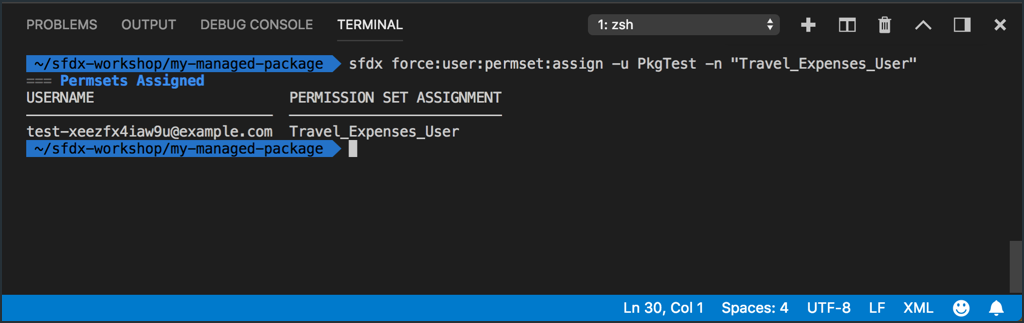 PROBLEMS OUTPUT DEBUG CONSOLE TERMINAL 1: zsh
~/sfdx-workshop/my-managed-package sfdx force:user:permset:assign -u PkgTest -n "Travel_Expenses_User"
=== Permsets Assigned
USERNAME PERMISSION SET ASSIGNMENT
test-xeezfx4iaw9u@example.com Travel_Expenses_User
~/sfdx-workshop/my-managed-package
Ln 30, Col 1 Spaces: 4 UTF-8 LF XML